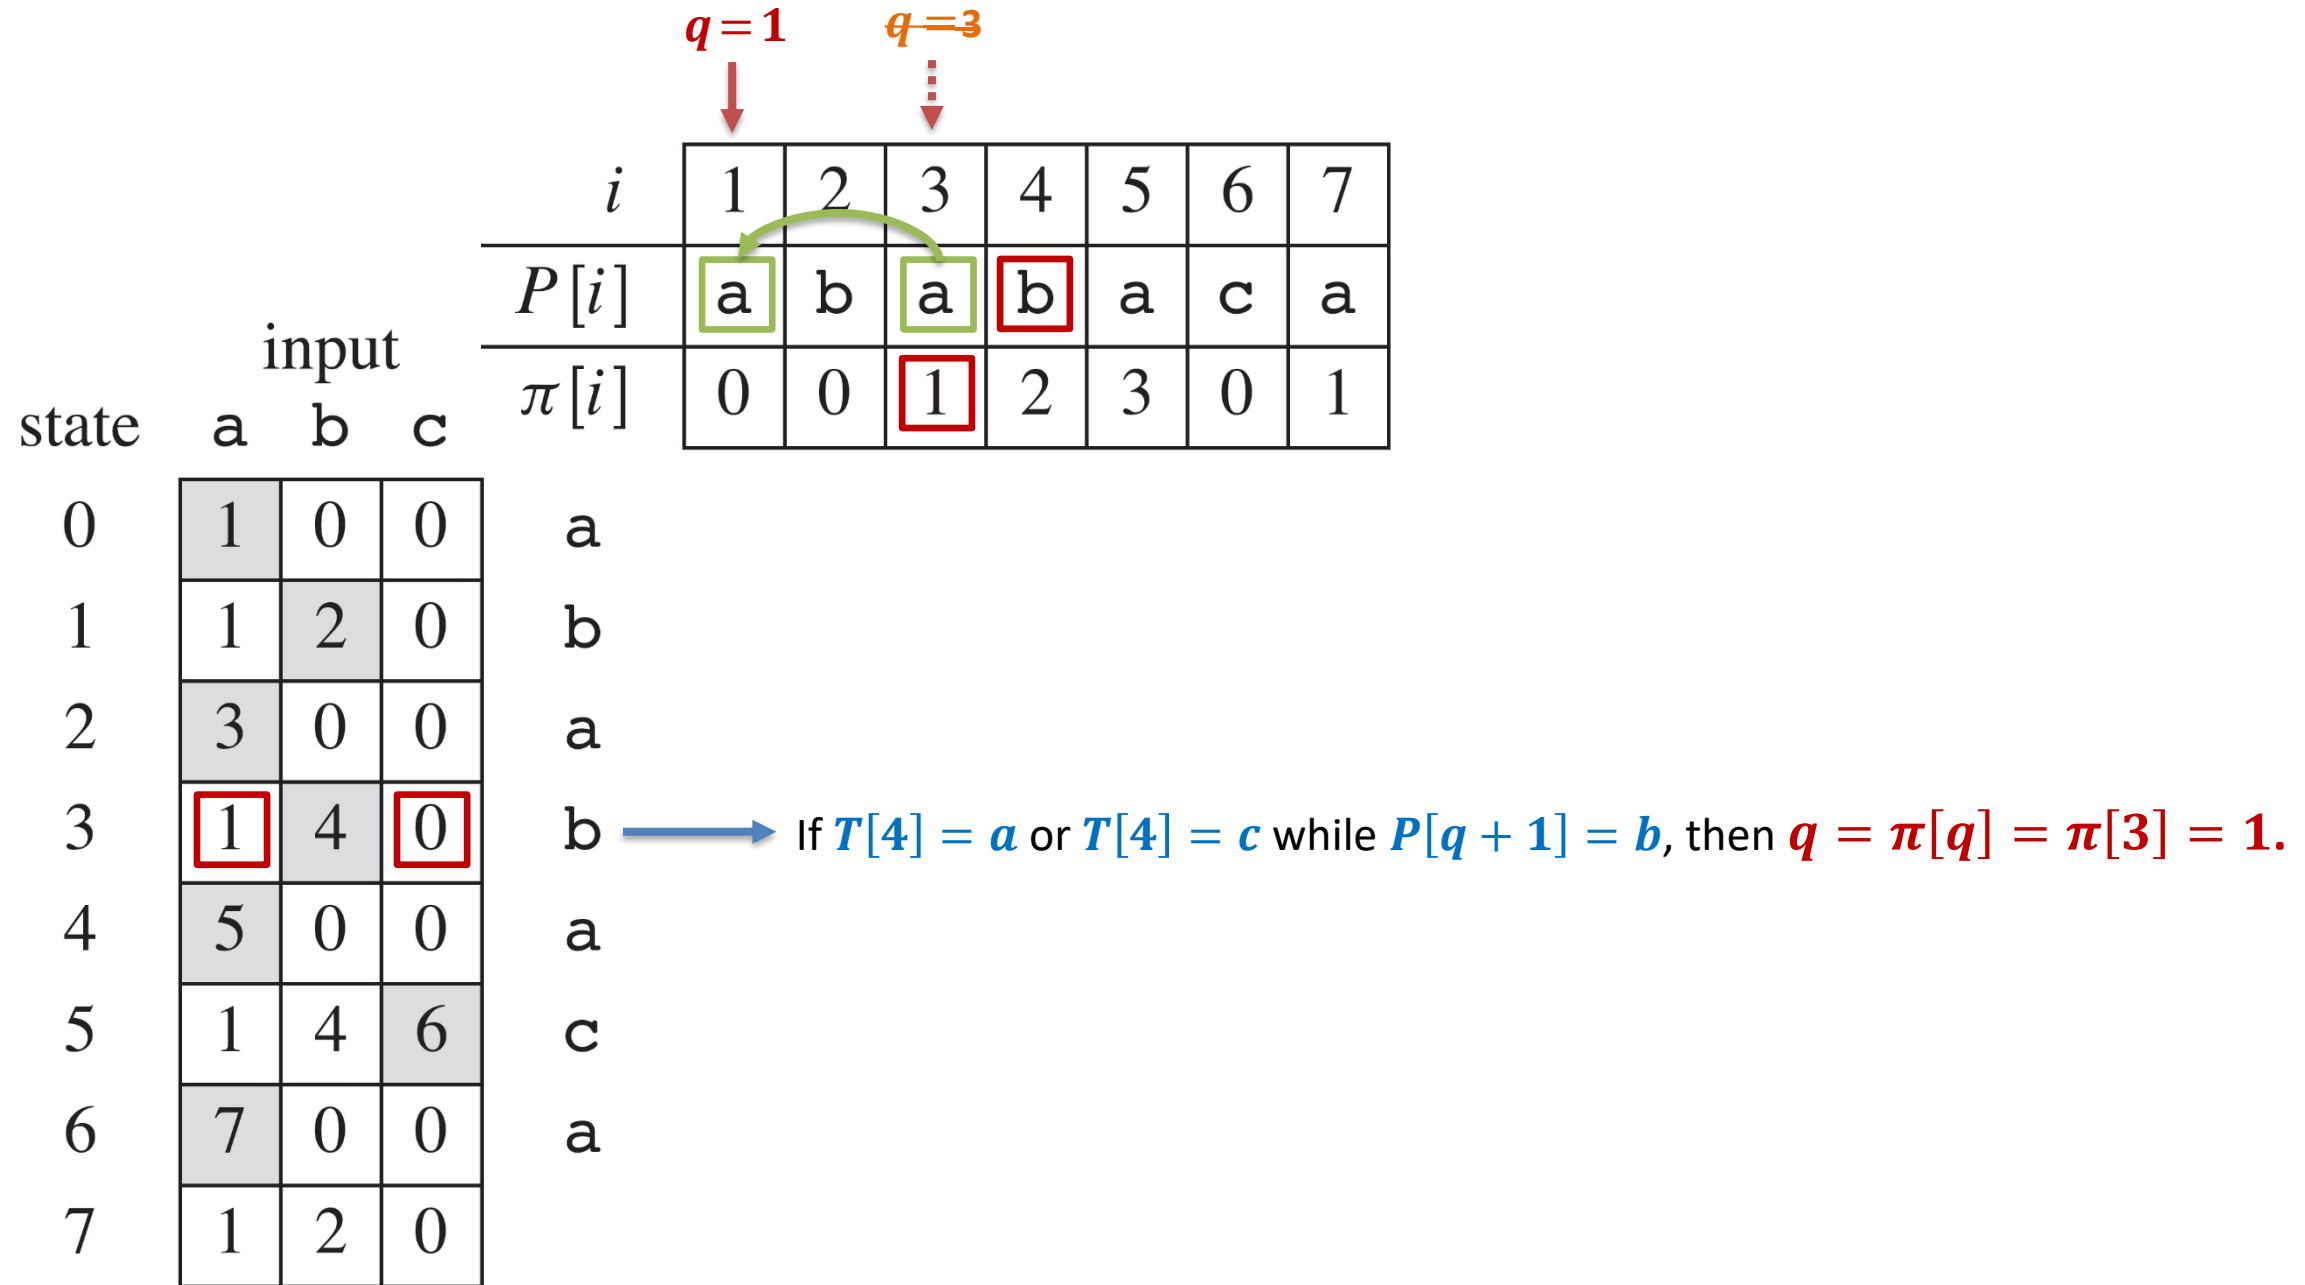 q = 1 q = 3
i 1 2 3 4 5 6 7
P[i] a b a b a c a
π[i] 0 0 1 2 3 0 1
input
state a b c
0 1 0 0 a
1 1 2 0 b
2 3 0 0 a
3 1 4 0 b If T[4] = a or T[4] = c while P[q + 1] = b, then q = π[q] = π[3] = 1.
4 5 0 0 a
5 1 4 6 c
6 7 0 0 a
7 1 2 0